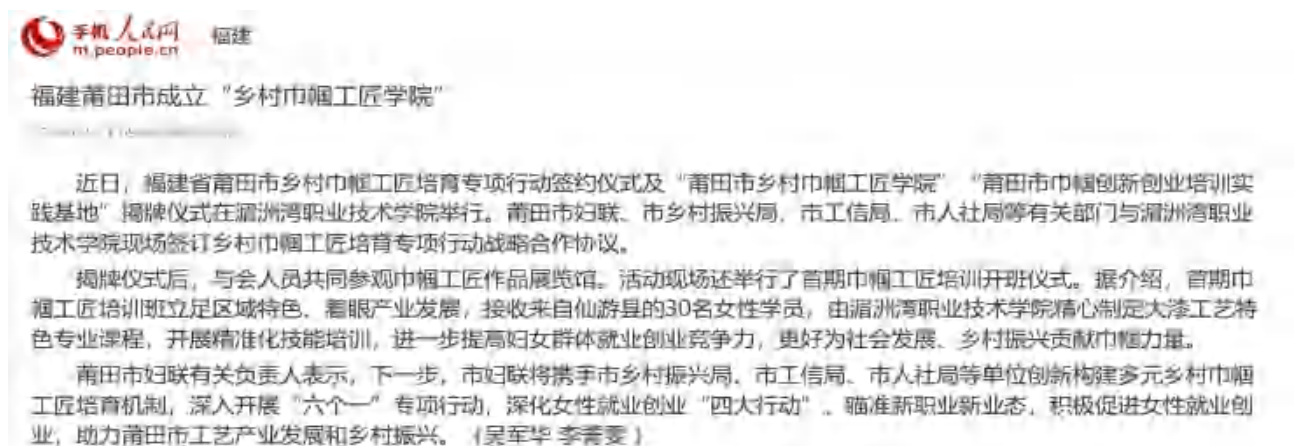 手机人民网 福建
m.people.cn
福建莆田市成立“乡村巾帼工匠学院”
近日，福建省莆田市乡村巾帼工匠培育专项行动签约仪式及“莆田市乡村巾帼工匠学院”“莆田市巾帼创新创业培训实
践基地”揭牌仪式在湄洲湾职业技术学院举行。莆田市妇联、市乡村振兴局、市工信局、市人社局等有关部门与湄洲湾职业
技术学院现场签订乡村巾帼工匠培育专项行动战略合作协议。
揭牌仪式后，与会人员共同参观巾帼工匠作品展览馆。活动现场还举行了首期巾帼工匠培训开班仪式。据介绍，首期巾
帼工匠培训班立足区域特色、着眼产业发展，接收来自仙游县的30名女性学员，由湄洲湾职业技术学院精心制定大漆工艺特
色专业课程，开展精准化技能培训，进一步提高妇女群体就业创业竞争力，更好为社会发展、乡村振兴贡献巾帼力量。
莆田市妇联有关负责人表示，下一步，市妇联将携手市乡村振兴局、市工信局、市人社局等单位创新构建多元乡村巾帼
工匠培育机制，深入开展“六个一”专项行动，深化女性就业创业“四大行动”，瞄准新职业新业态，积极促进女性就业创
业，助力莆田市工艺产业发展和乡村振兴。（吴军华 李菁雯）